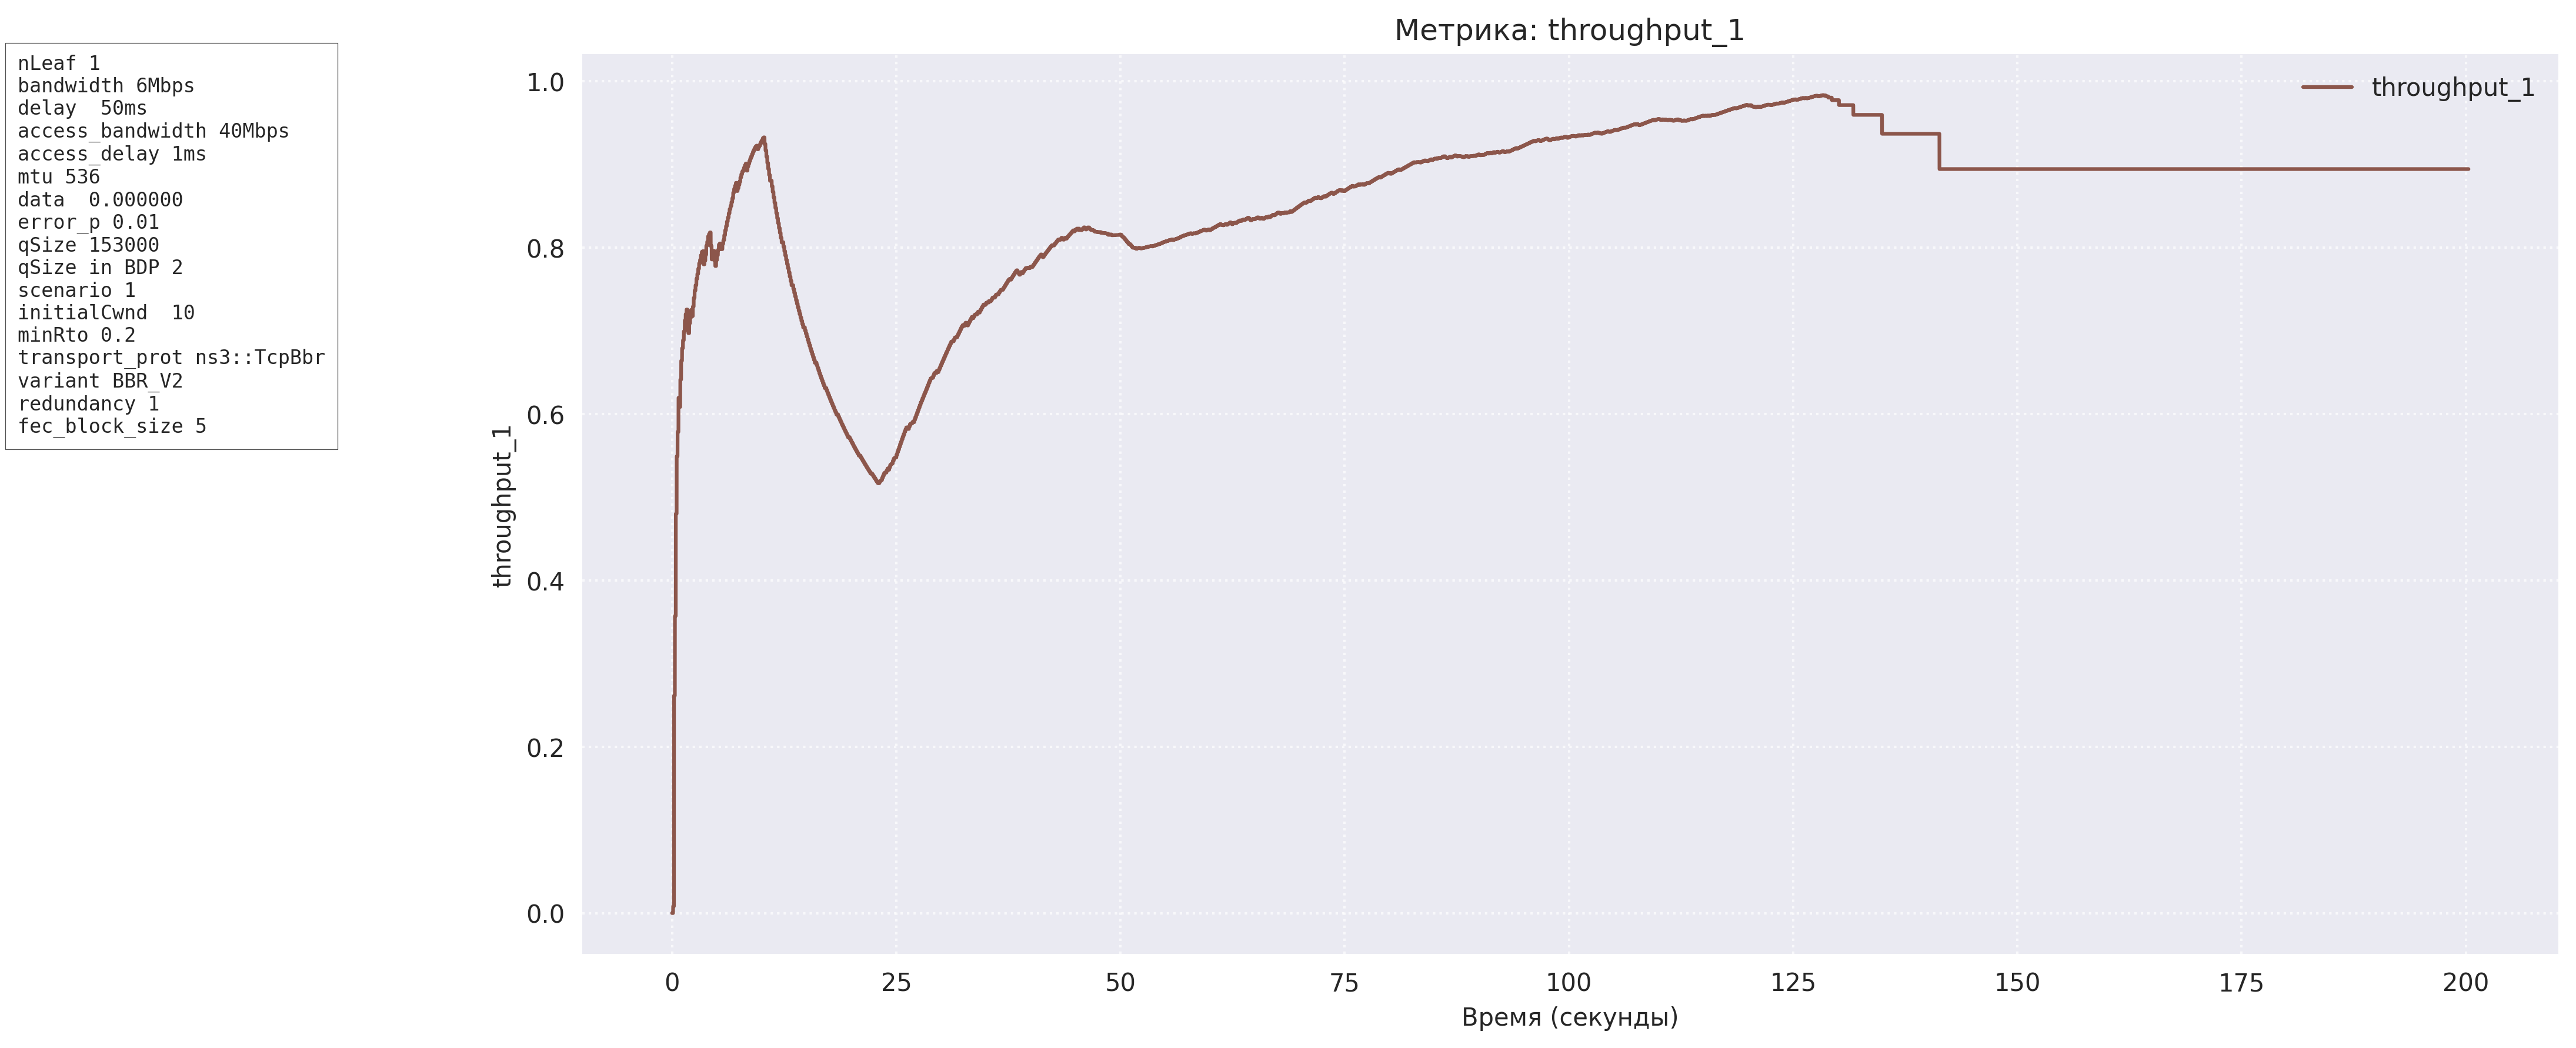 Метрика: throughput_1
nLeaf 1
bandwidth 6Mbps
delay  50ms
access_bandwidth 40Mbps
access_delay 1ms
mtu 536
data  0.000000
error_p 0.01
qSize 153000
qSize in BDP 2
scenario 1
initialCwnd  10
minRto 0.2
transport_prot ns3::TcpBbr
variant BBR_V2
redundancy 1
fec_block_size 5
throughput_1
1.0
0.8
0.6
0.4
0.2
0.0
throughput_1
0 25 50 75 100 125 150 175 200
Время (секунды)